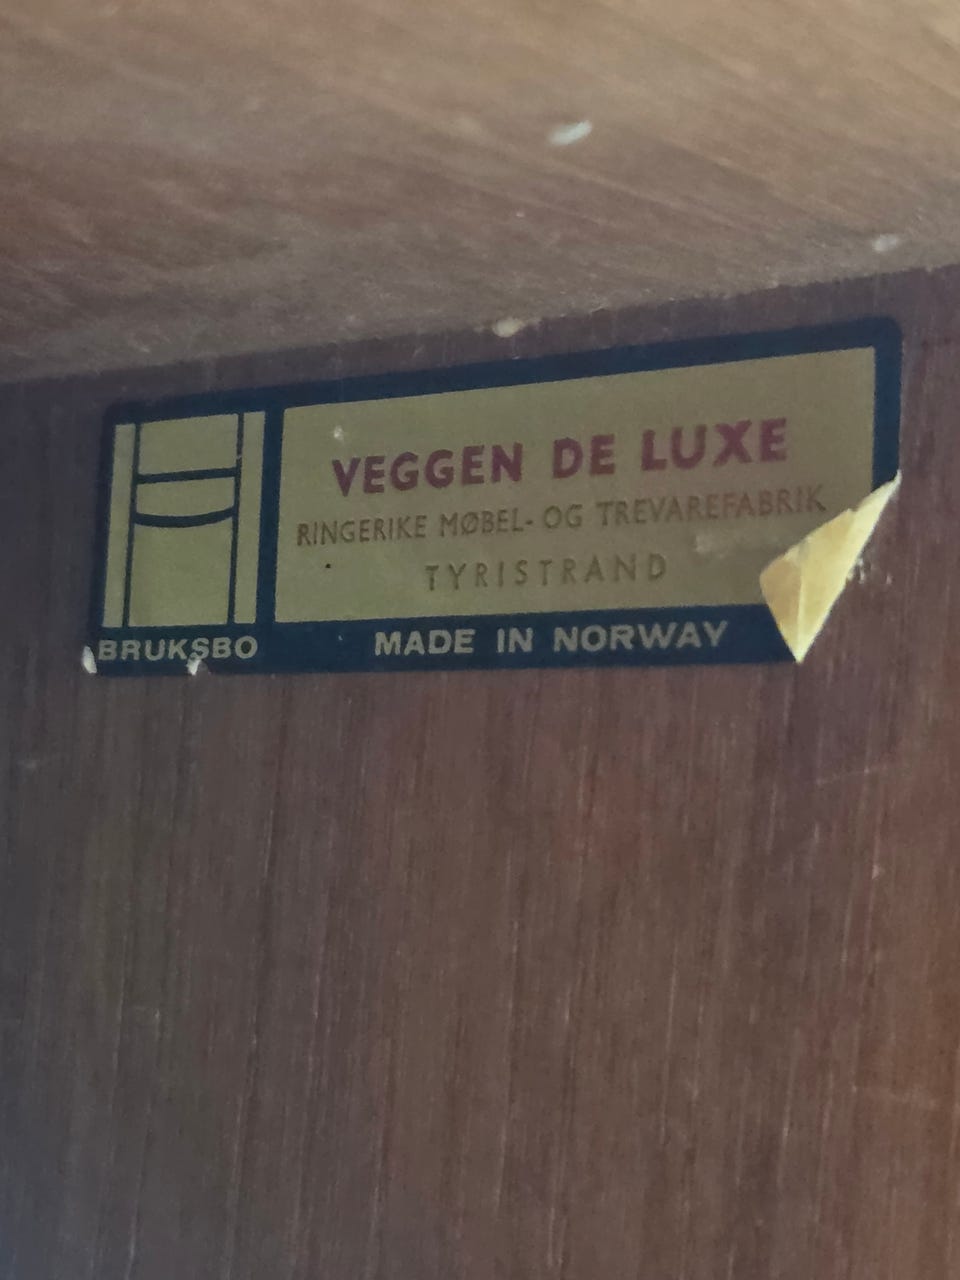 VEGGEN DE LUXE
RINGERIKE MØBEL- OG TREVAREFABRIK
TYRISTRAND
BRUKSBO
MADE IN NORWAY